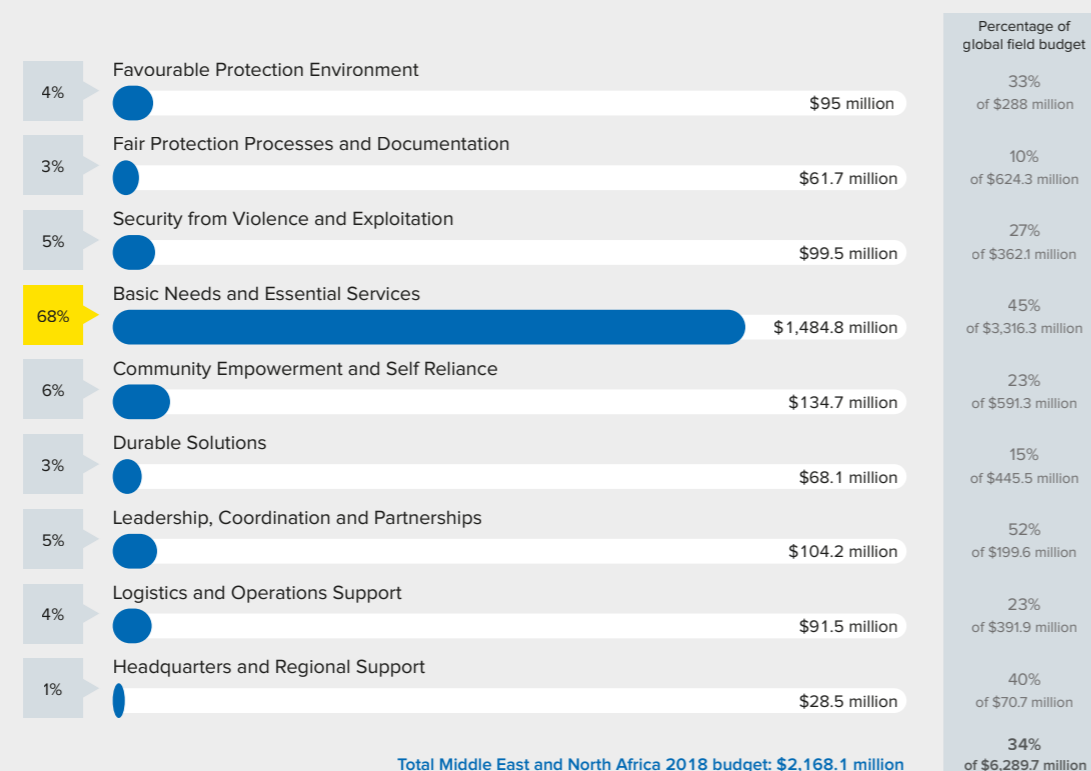 Percentage of
global field budget
4%
Favourable Protection Environment
$95 million
33%
of $288 million
3%
Fair Protection Processes and Documentation
$61.7 million
10%
of $624.3 million
5%
Security from Violence and Exploitation
$99.5 million
27%
of $362.1 million
68%
Basic Needs and Essential Services
$1,484.8 million
45%
of $3,316.3 million
6%
Community Empowerment and Self Reliance
$134.7 million
23%
of $591.3 million
3%
Durable Solutions
$68.1 million
15%
of $445.5 million
5%
Leadership, Coordination and Partnerships
$104.2 million
52%
of $199.6 million
4%
Logistics and Operations Support
$91.5 million
23%
of $391.9 million
1%
Headquarters and Regional Support
$28.5 million
40%
of $70.7 million
Total Middle East and North Africa 2018 budget: $2,168.1 million
34%
of $6,289.7 million